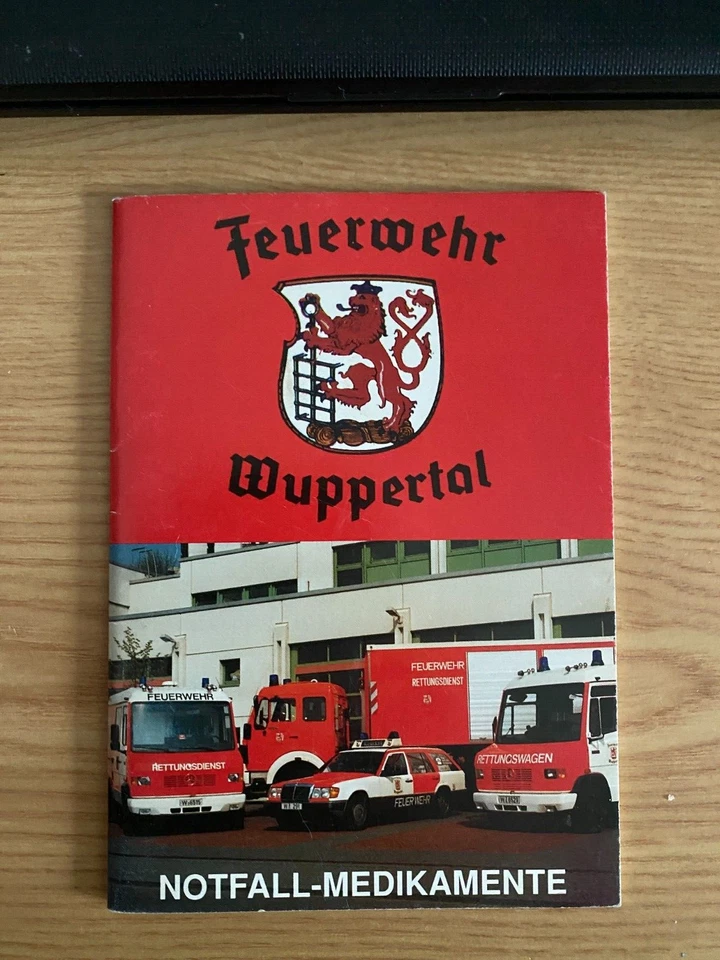 Feuerwehr
Wuppertal
FEUERWEHR
RETTUNGSDIENST
FEUERWEHR
RETTUNGSDIENST
RETTUNGSWAGEN
FEUERWEHR
NOTFALL-MEDIKAMENTE